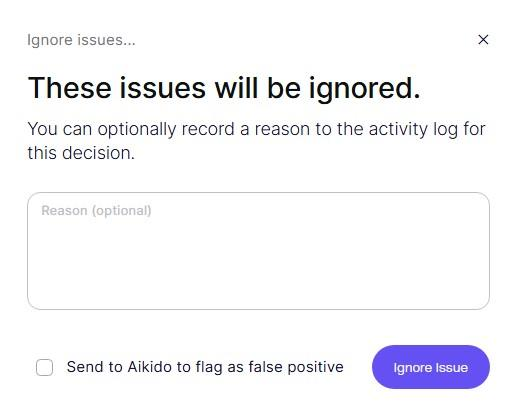 Ignore issues...
These issues will be ignored.
You can optionally record a reason to the activity log for
this decision.
Reason (optional)
Send to Aikido to flag as false positive
Ignore Issue